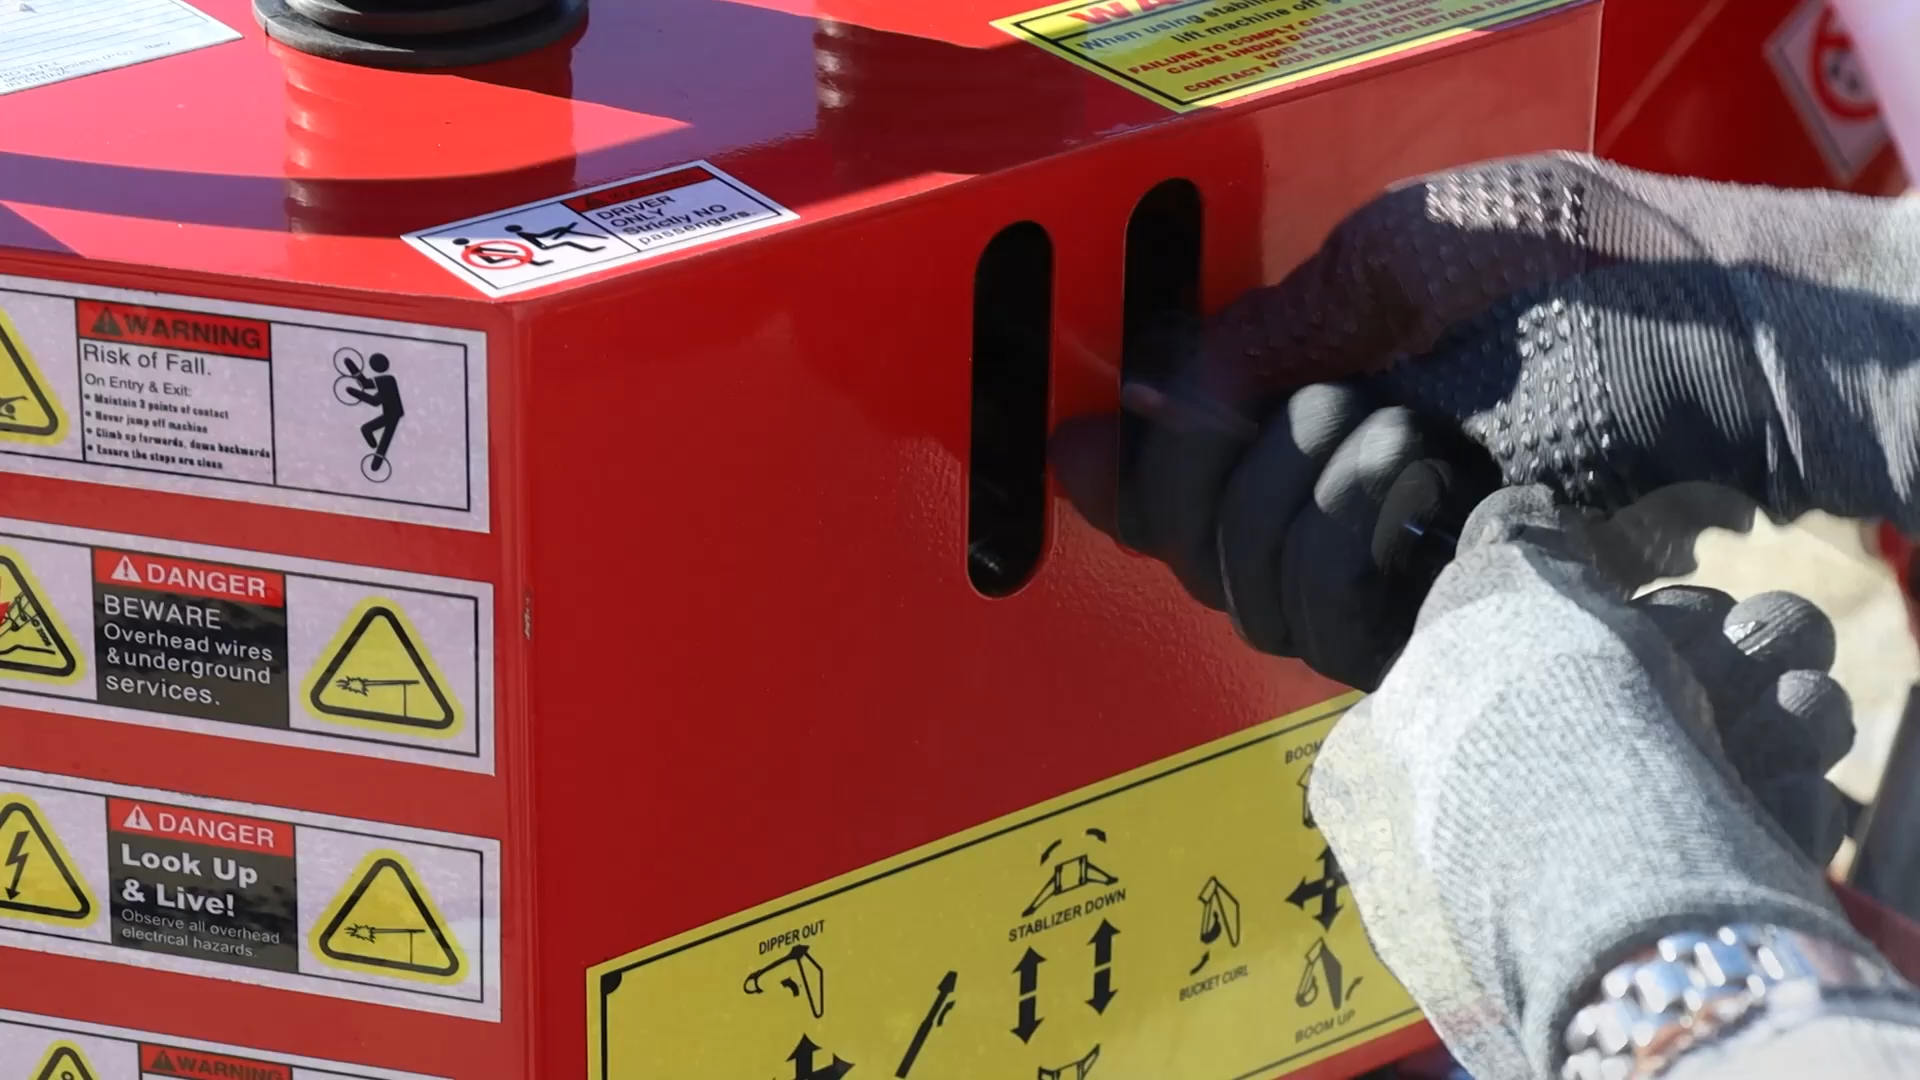 When using stabiliz
lift machine off
FAILURE TO COMPLY CAN
CAUSE UNDUE DAMAGE TO
VOID ALL WARRANTIES
CONTACT YOUR DEALER FOR DETAILS
DRIVER
ONLY
Strictly NO
passengers.
WARNING
Risk of Fall.
On Entry & Exit:
• Maintain 3 points of contact
• Never jump off machine
• Climb up forwards, down backwards
• Ensure the steps are clean
DANGER
BEWARE
Overhead wires
& underground
services.
DANGER
Look Up
& Live!
Observe all overhead
electrical hazards.
WARNING
BOOM
DIPPER OUT
STABLIZER DOWN
BUCKET CURL
BOOM UP